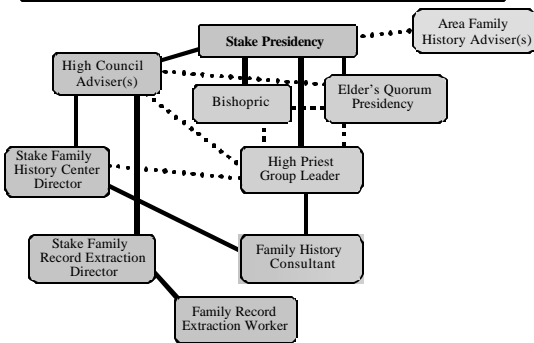 Area Family
History Adviser(s)
Stake Presidency
High Council
Adviser(s)
Bishopric
Elder’s Quorum
Presidency
Stake Family
History Center
Director
High Priest
Group Leader
Stake Family
Record Extraction
Director
Family History
Consultant
Family Record
Extraction Worker